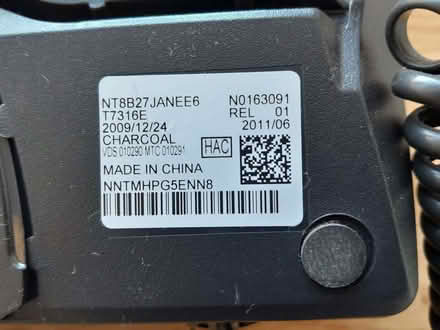 NT8B27JANEE6 N0163091
T7316E REL 01
2009/12/24 2011/06
CHARCOAL
VDS 010290 MTC 010291 HAC
MADE IN CHINA
NNTMHPG5ENN8